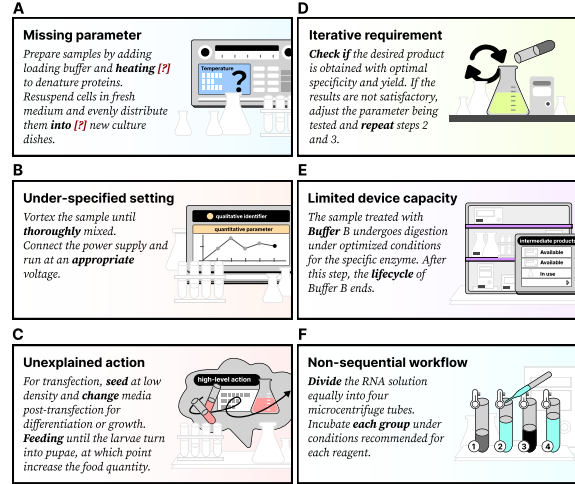 A
Missing parameter
Prepare samples by adding
loading buffer and heating [?]
to denature proteins.
Resuspend cells in fresh
medium and evenly distribute
them into [?] new culture
dishes.
Temperature
?
B
Under-specified setting
Vortex the sample until
thoroughly mixed.
Connect the power supply and
run at an appropriate
voltage.
qualitative identifier
quantitative parameter
C
Unexplained action
For transfection, seed at low
density and change media
post-transfection for
differentiation or growth.
Feeding until the larvae turn
into pupae, at which point
increase the food quantity.
high-level action
D
Iterative requirement
Check if the desired product
is obtained with optimal
specificity and yield. If the
results are not satisfactory,
adjust the parameter being
tested and repeat steps 2
and 3.
E
Limited device capacity
The sample treated with
Buffer B undergoes digestion
under optimized conditions
for the specific enzyme. After
this step, the lifecycle of
Buffer B ends.
Intermediate products
Available
Available
In use
F
Non-sequential workflow
Divide the RNA solution
equally into four
microcentrifuge tubes.
Incubate each group under
conditions recommended for
each reagent.
1 2 3 4